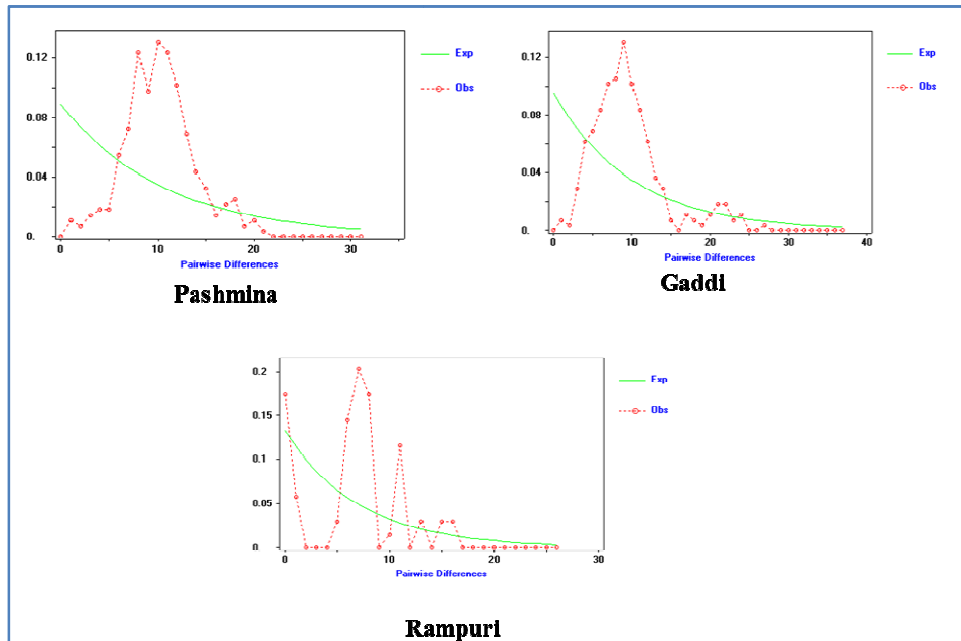 0.12
0.08
0.04
0.
0 10 20 30
Pairwise Differences
Exp
Obs
Pashmina
0.12
0.08
0.04
0.
0 10 20 30 40
Pairwise Differences
Exp
Obs
Gaddi
0.2
0.15
0.1
0.05
0.
0 10 20 30
Pairwise Differences
Exp
Obs
Rampuri